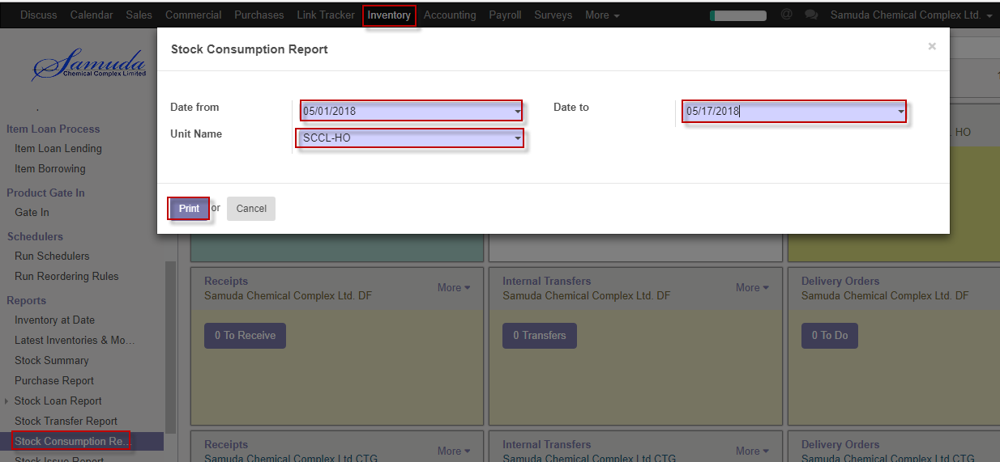 Discuss Calendar Sales Commercial Purchases Link Tracker Inventory Accounting Payroll Surveys More @ Samuda Chemical Complex Ltd.
Stock Consumption Report ×
Samuda
Chemical Complex Limited
Date from 05/01/2018 Date to 05/17/2018
Unit Name SCCL-HO
Print or Cancel
. HO
Item Loan Process
Item Loan Lending
Item Borrowing
Product Gate In
Gate In
Schedulers
Run Schedulers
Run Reordering Rules
Reports
Inventory at Date
Latest Inventories & Mo...
Stock Summary
Purchase Report
Stock Loan Report
Stock Transfer Report
Stock Consumption Re...
Stock Issue Report
Receipts More
Samuda Chemical Complex Ltd. DF
0 To Receive
Internal Transfers More
Samuda Chemical Complex Ltd. DF
0 Transfers
Delivery Orders
Samuda Chemical Complex Ltd. DF
0 To Do
Receipts More
Samuda Chemical Complex Ltd CTG
Internal Transfers More
Samuda Chemical Complex Ltd CTG
Delivery Orders
Samuda Chemical Complex Ltd CTG